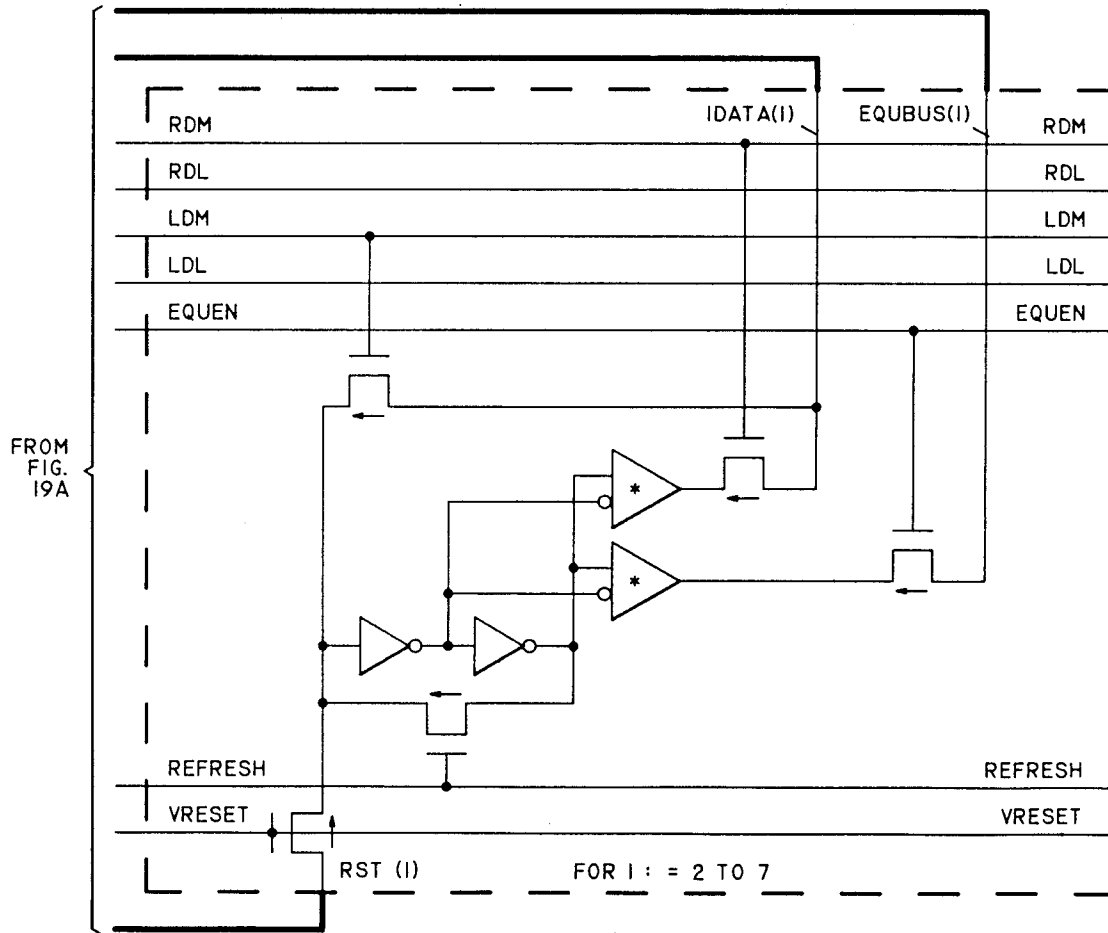 IDATA(I) EQUBUS(I)
RDM RDM
RDL RDL
LDM LDM
LDL LDL
EQUEN EQUEN
FROM
FIG.
19A
*
*
REFRESH REFRESH
VRESET VRESET
RST (I) FOR I : = 2 TO 7